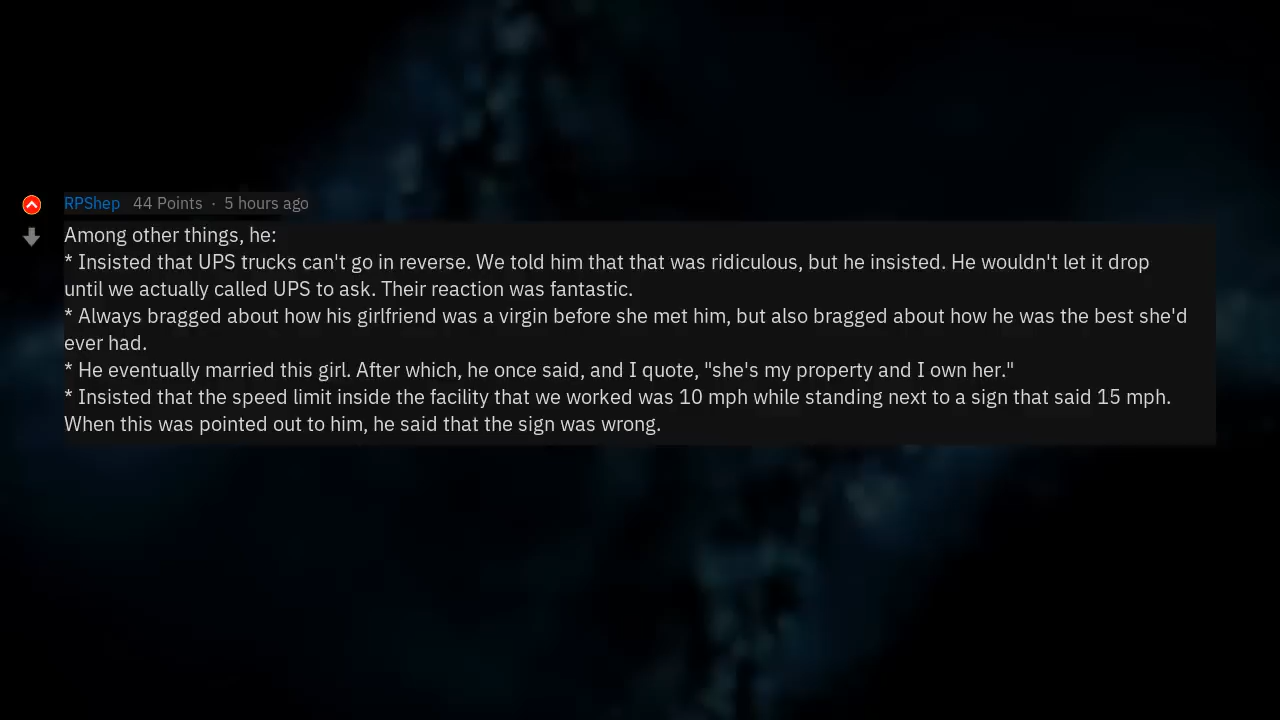 RPShep 44 Points · 5 hours ago
Among other things, he:
* Insisted that UPS trucks can't go in reverse. We told him that that was ridiculous, but he insisted. He wouldn't let it drop
until we actually called UPS to ask. Their reaction was fantastic.
* Always bragged about how his girlfriend was a virgin before she met him, but also bragged about how he was the best she'd
ever had.
* He eventually married this girl. After which, he once said, and I quote, "she's my property and I own her."
* Insisted that the speed limit inside the facility that we worked was 10 mph while standing next to a sign that said 15 mph.
When this was pointed out to him, he said that the sign was wrong.